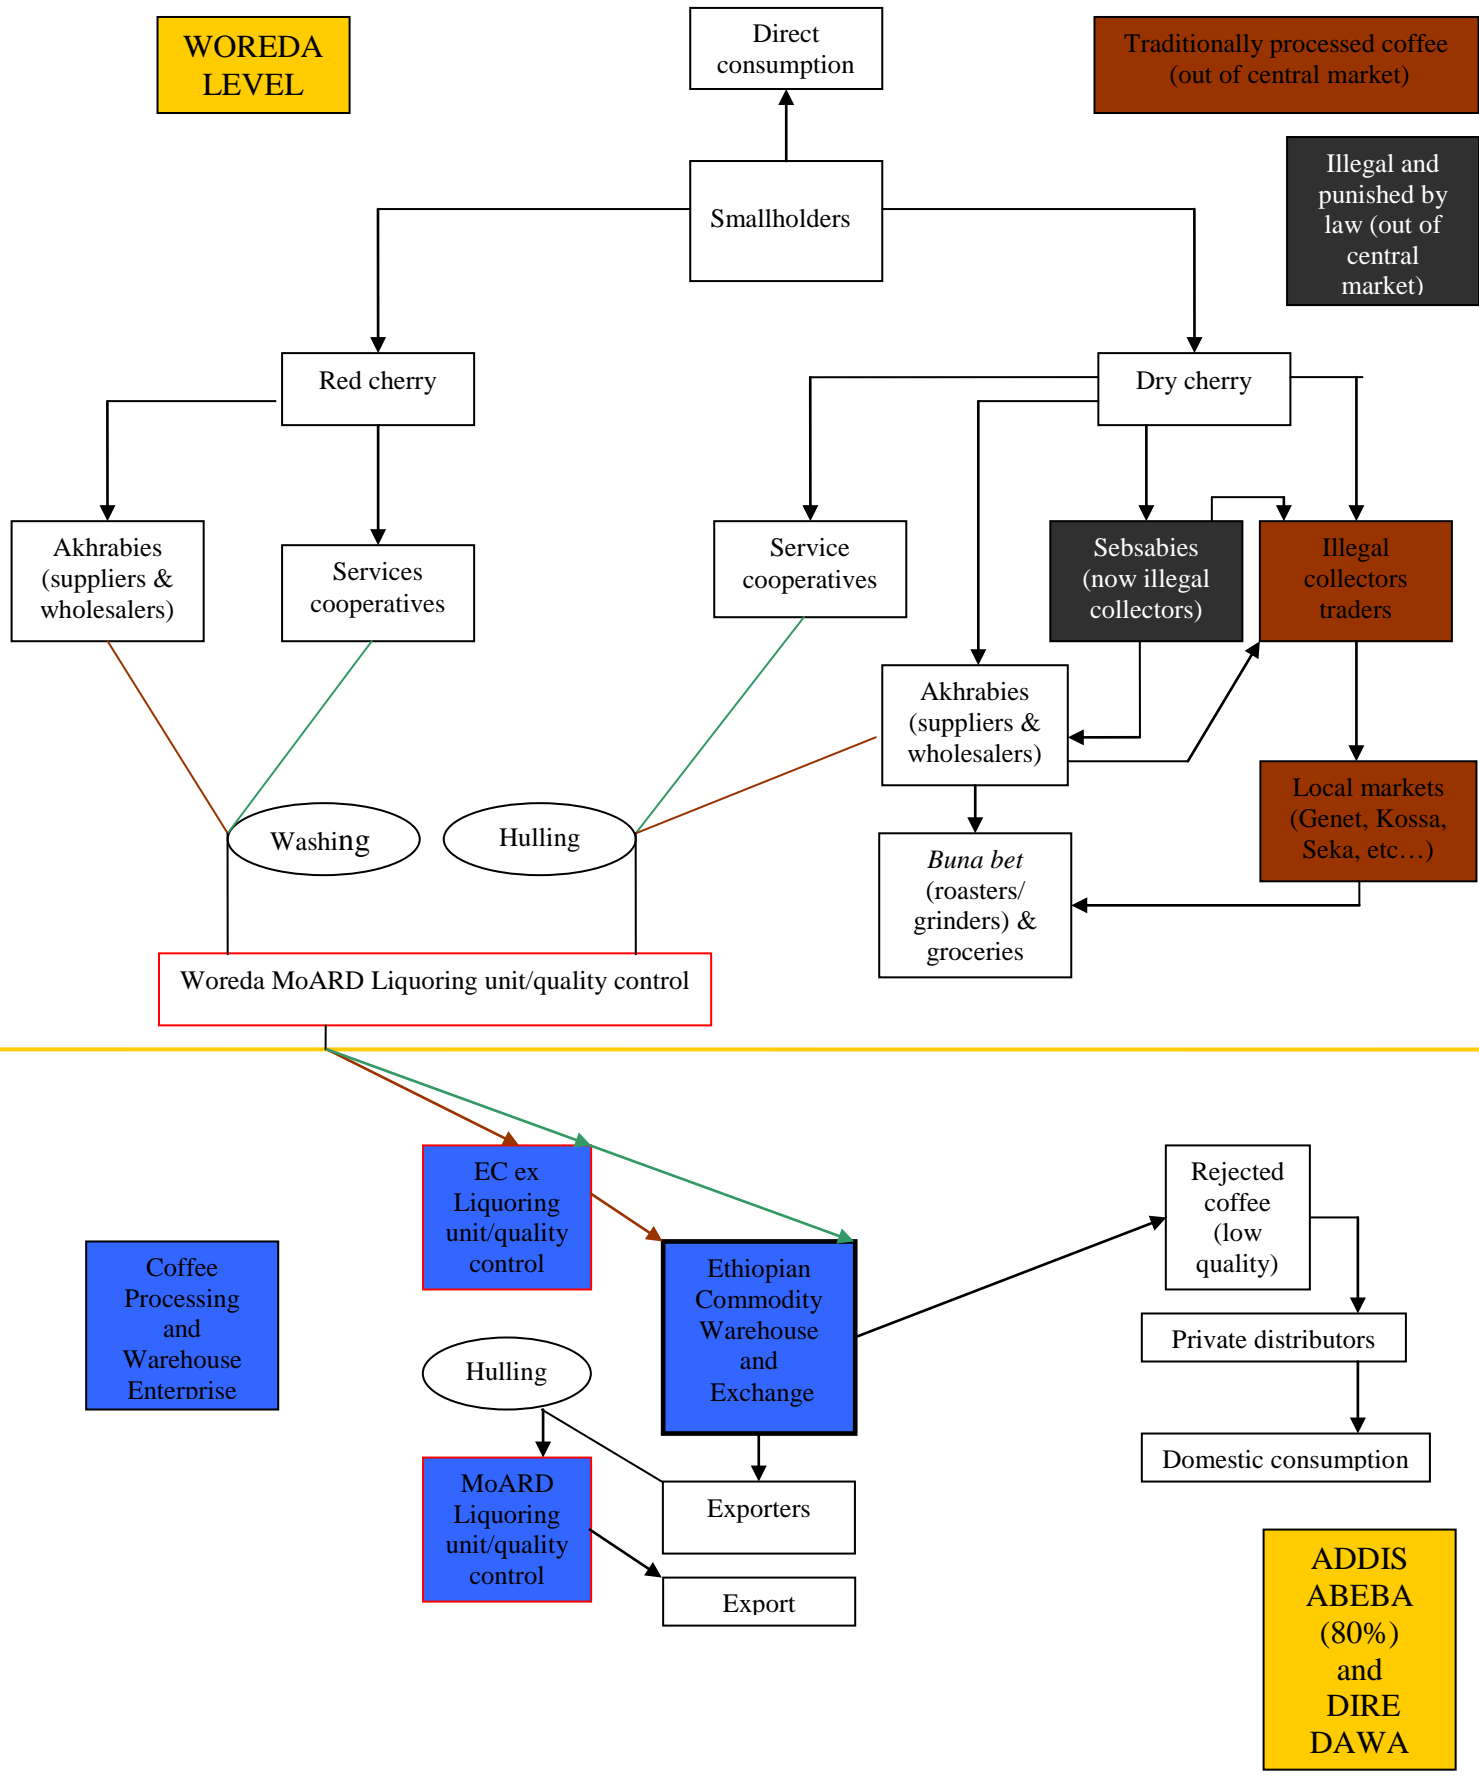 WOREDA
LEVEL
Direct
consumption
Traditionally processed coffee
(out of central market)
Illegal and
punished by
law (out of
central
market)
Smallholders
Red cherry
Dry cherry
Akhrabies
(suppliers &
wholesalers)
Services
cooperatives
Service
cooperatives
Sebsabies
(now illegal
collectors)
Illegal
collectors
traders
Akhrabies
(suppliers &
wholesalers)
Local markets
(Genet, Kossa,
Seka, etc…)
Washing
Hulling
Buna bet
(roasters/
grinders) &
groceries
Woreda MoARD Liquoring unit/quality control
EC ex
Liquoring
unit/quality
control
Rejected
coffee
(low
quality)
Coffee
Processing
and
Warehouse
Enterprise
Ethiopian
Commodity
Warehouse
and
Exchange
Private distributors
Hulling
Domestic consumption
MoARD
Liquoring
unit/quality
control
Exporters
Export
ADDIS
ABEBA
(80%)
and
DIRE
DAWA